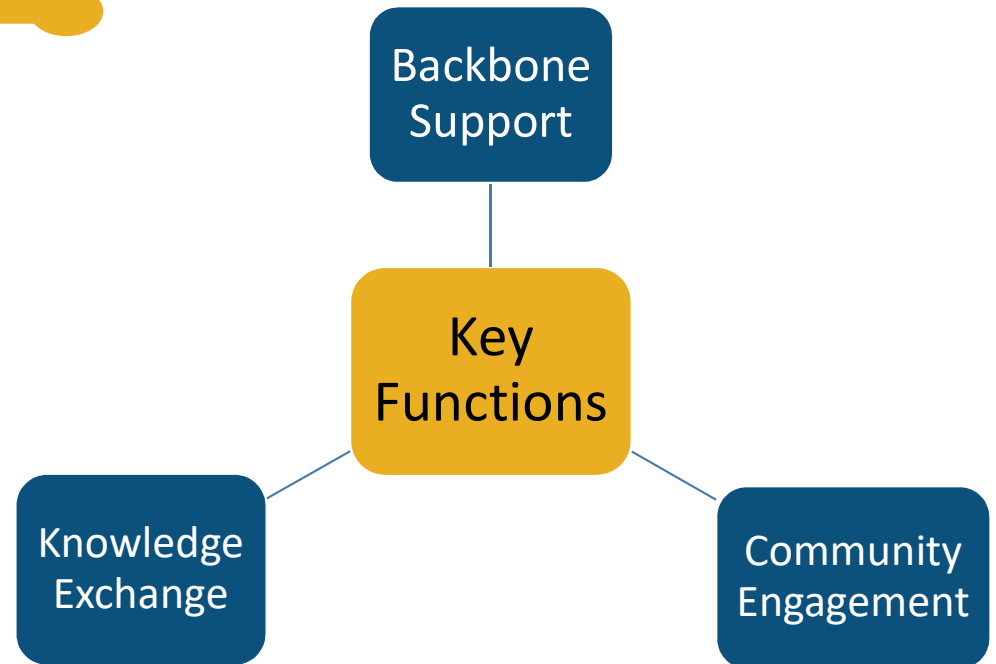 Backbone
Support
Key
Functions
Knowledge
Exchange
Community
Engagement